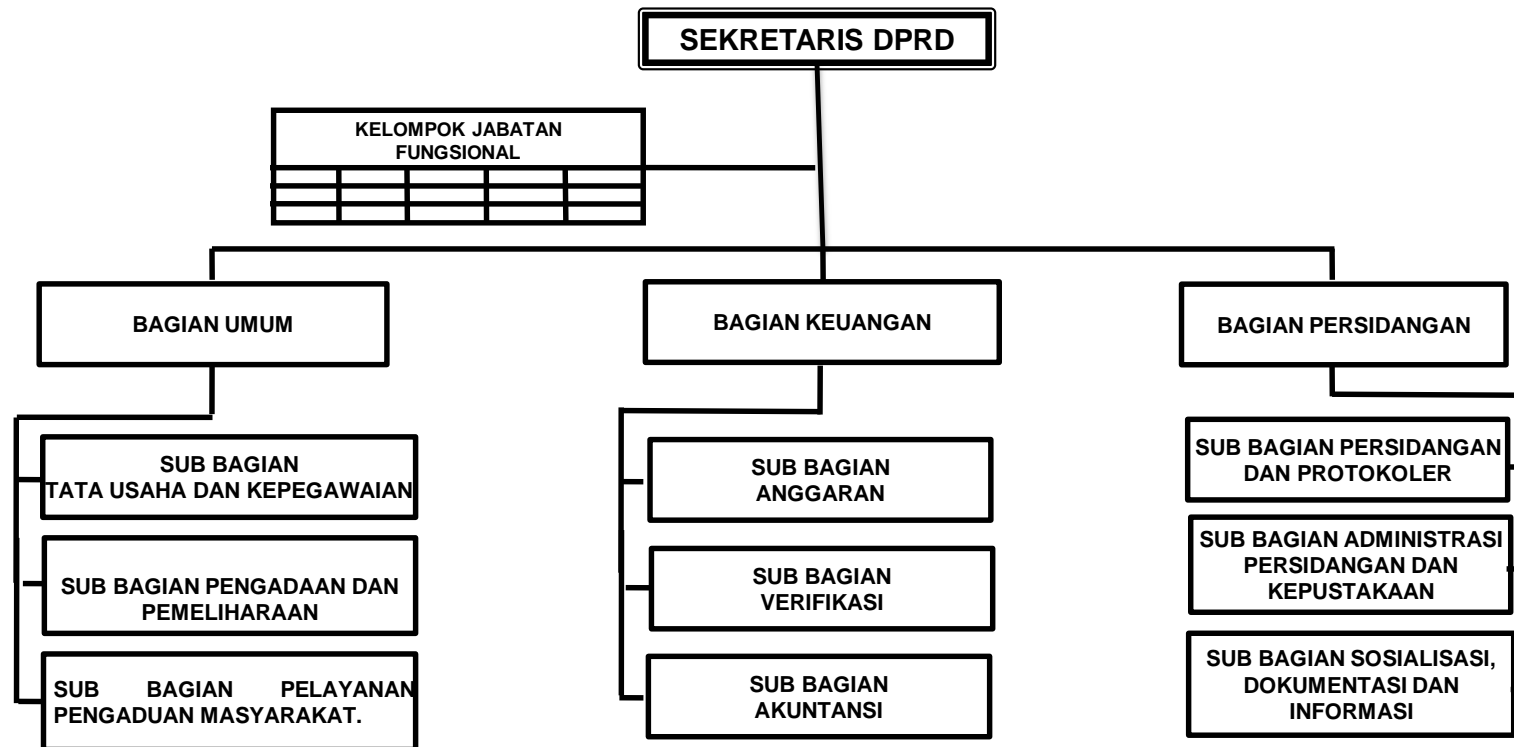 SEKRETARIS DPRD
KELOMPOK JABATAN
FUNGSIONAL
BAGIAN UMUM
BAGIAN KEUANGAN
BAGIAN PERSIDANGAN
SUB BAGIAN
TATA USAHA DAN KEPEGAWAIAN
SUB BAGIAN PENGADAAN DAN
PEMELIHARAAN
SUB BAGIAN PELAYANAN
PENGADUAN MASYARAKAT.
SUB BAGIAN
ANGGARAN
SUB BAGIAN
VERIFIKASI
SUB BAGIAN
AKUNTANSI
SUB BAGIAN PERSIDANGAN
DAN PROTOKOLER
SUB BAGIAN ADMINISTRASI
PERSIDANGAN DAN
KEPUSTAKAAN
SUB BAGIAN SOSIALISASI,
DOKUMENTASI DAN
INFORMASI